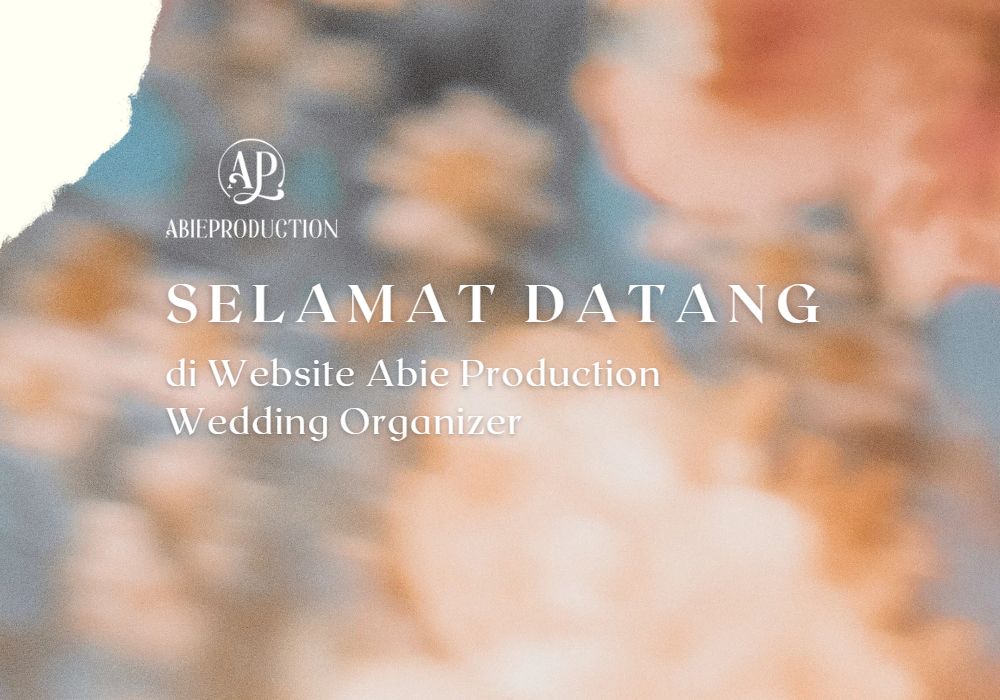 AP
ABIEPRODUCTION
SELAMAT DATANG
di Website Abie Production
Wedding Organizer